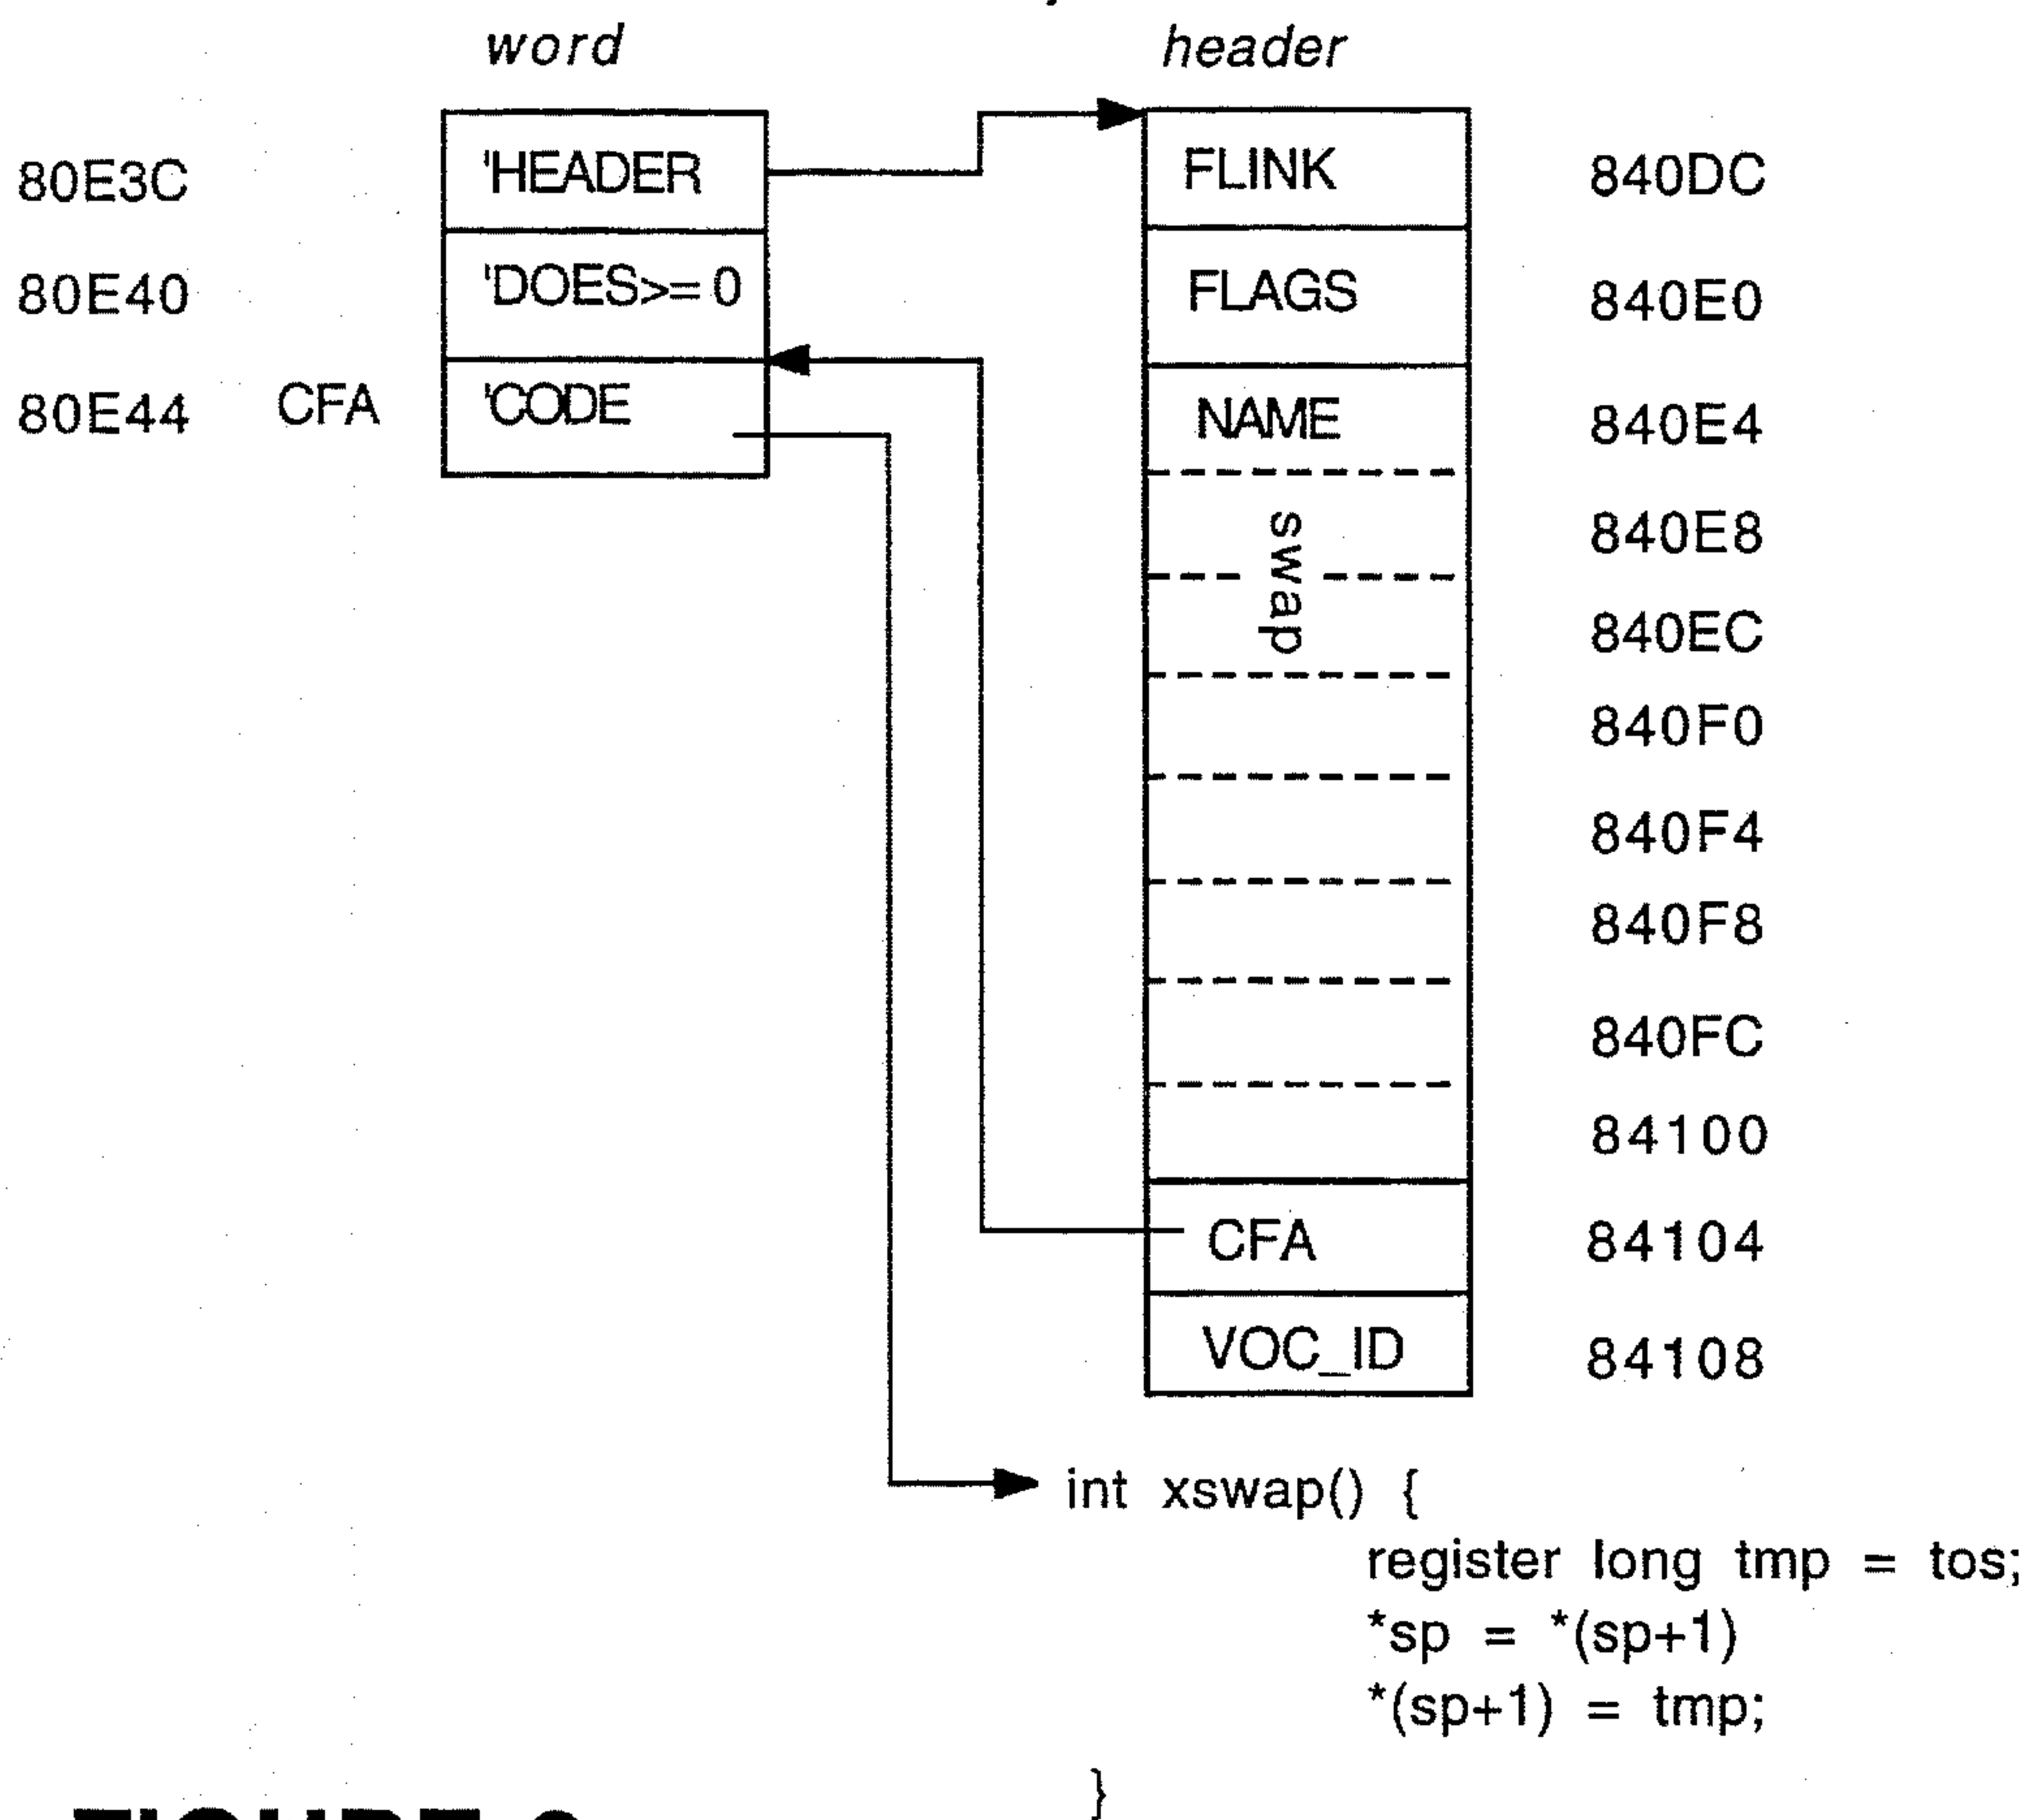 word
header
80E3C
'HEADER
FLINK
840DC
80E40
'DOES>= 0
FLAGS
840E0
80E44
CFA
'CODE
NAME
840E4
swap
840E8
840EC
840F0
840F4
840F8
840FC
84100
CFA
84104
VOC_ID
84108
int xswap() {
register long tmp = tos;
*sp = *(sp+1)
*(sp+1) = tmp;
}